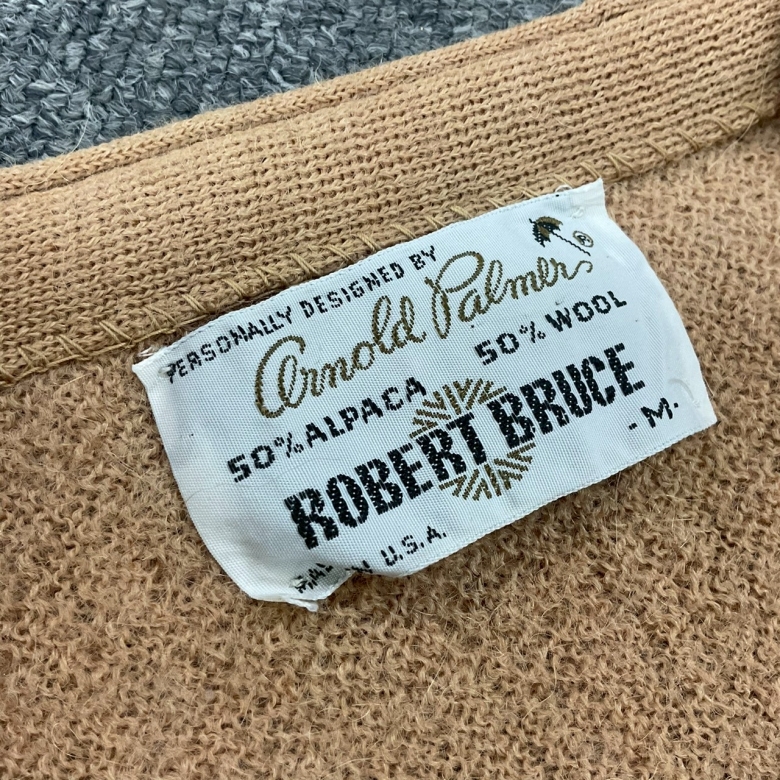 PERSONALLY DESIGNED BY
Arnold Palmer ®
50% ALPACA 50% WOOL
ROBERT BRUCE
-M.
U.S.A.